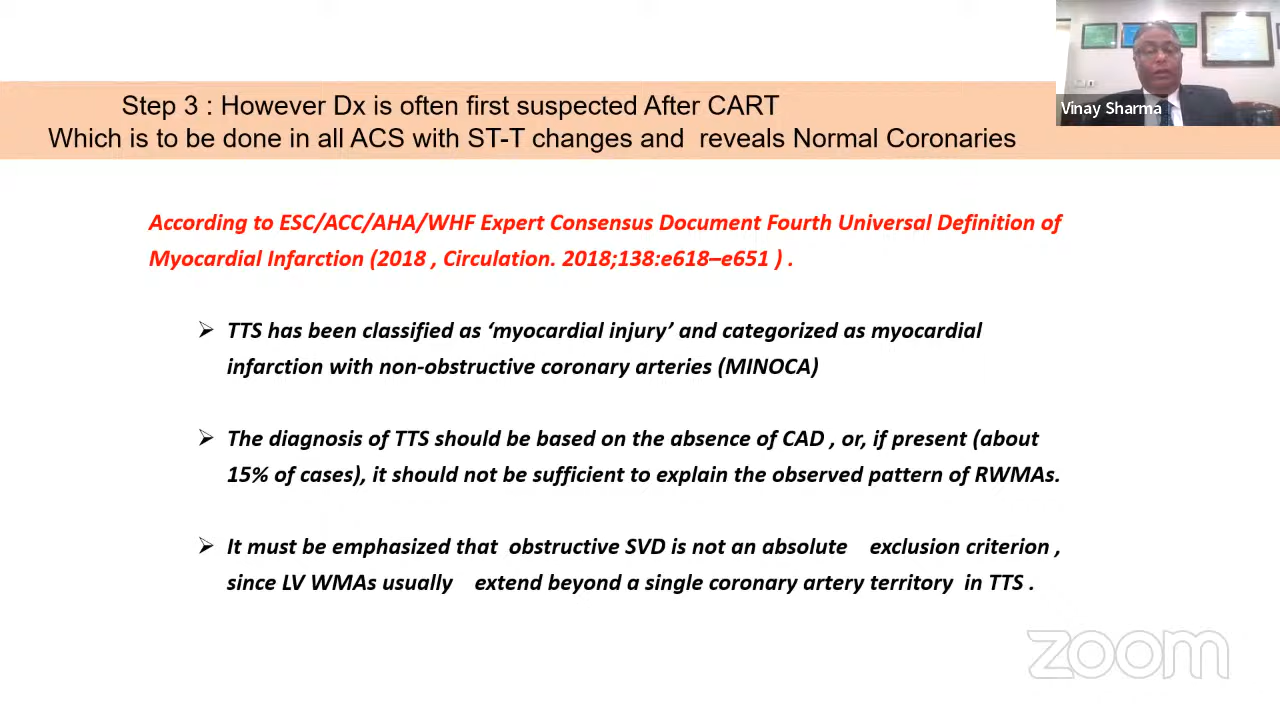 Step 3 : However Dx is often first suspected After CART
Which is to be done in all ACS with ST-T changes and reveals Normal Coronaries
Vinay Sharma
According to ESC/ACC/AHA/WHF Expert Consensus Document Fourth Universal Definition of
Myocardial Infarction (2018 , Circulation. 2018;138:e618–e651 ) .
➢ TTS has been classified as ‘myocardial injury’ and categorized as myocardial
infarction with non-obstructive coronary arteries (MINOCA)
➢ The diagnosis of TTS should be based on the absence of CAD , or, if present (about
15% of cases), it should not be sufficient to explain the observed pattern of RWMAs.
➢ It must be emphasized that obstructive SVD is not an absolute exclusion criterion ,
since LV WMAs usually extend beyond a single coronary artery territory in TTS .
zoom